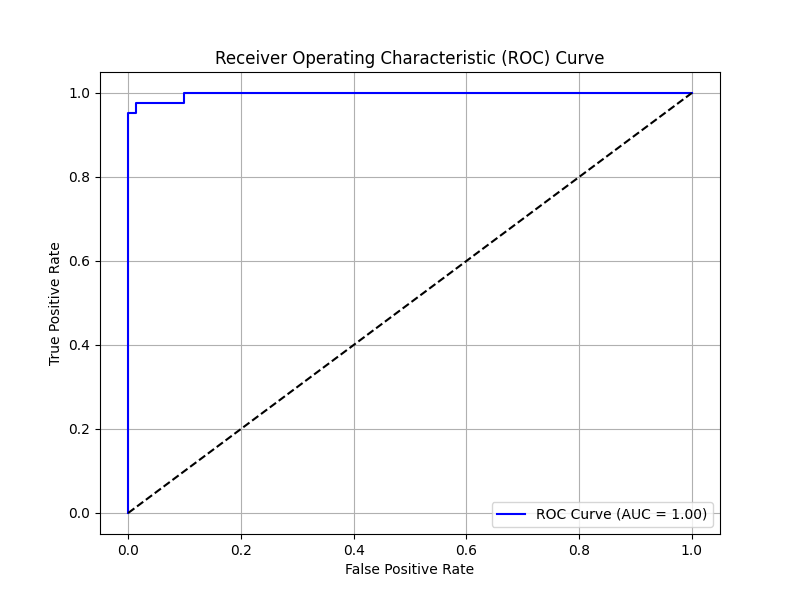 Receiver Operating Characteristic (ROC) Curve
1.0
0.8
0.6
0.4
0.2
0.0
True Positive Rate
ROC Curve (AUC = 1.00)
0.0 0.2 0.4 0.6 0.8 1.0
False Positive Rate